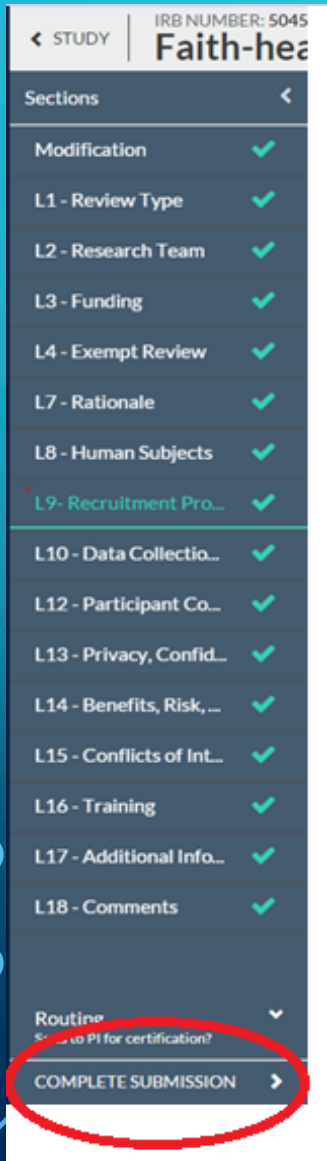 STUDY
IRB NUMBER: 5045
Faith-hea
Sections
Modification
L1 - Review Type
L2 - Research Team
L3 - Funding
L4 - Exempt Review
L7 - Rationale
L8 - Human Subjects
*L9- Recruitment Pro...
L10 - Data Collectio...
L12 - Participant Co...
L13 - Privacy, Confid...
L14 - Benefits, Risk, ...
L15 - Conflicts of Int...
L16 - Training
L17 - Additional Info...
L18 - Comments
Routing
Send to PI for certification?
COMPLETE SUBMISSION